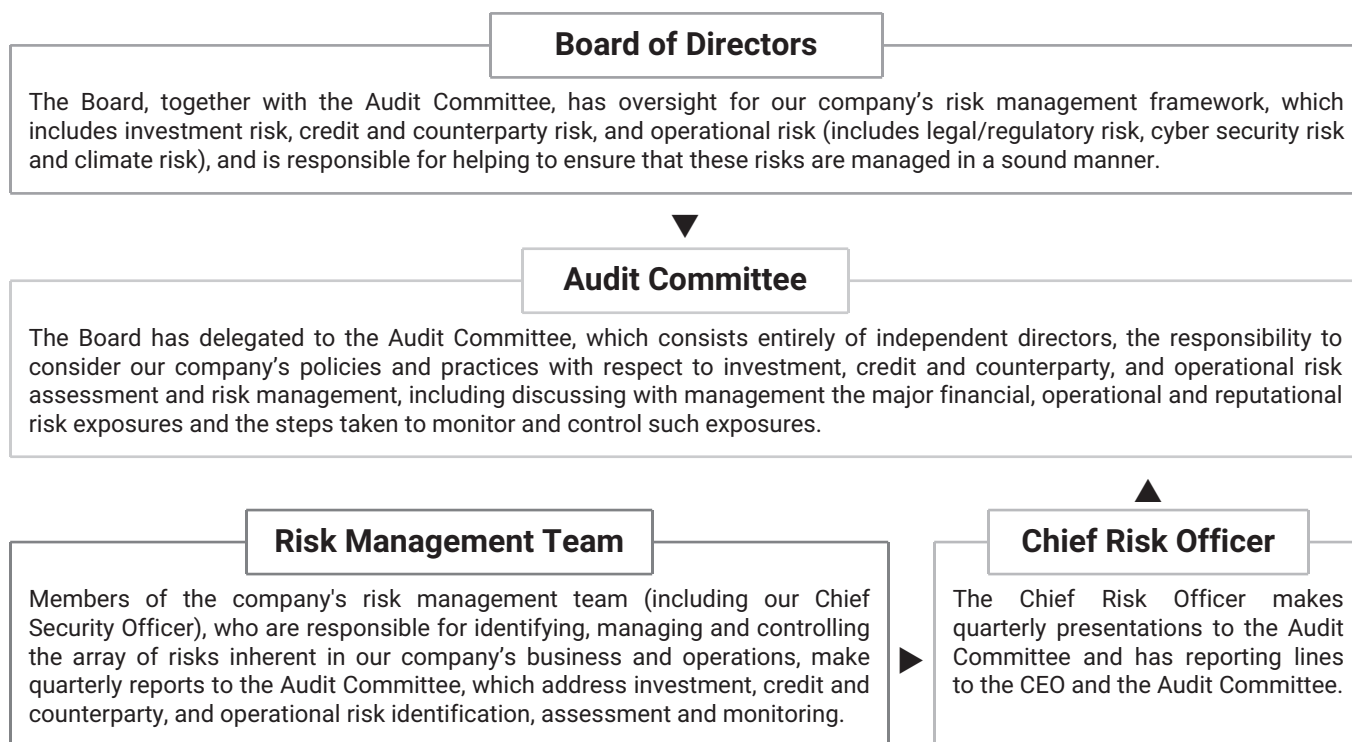 Board of Directors
The Board, together with the Audit Committee, has oversight for our company’s risk management framework, which
includes investment risk, credit and counterparty risk, and operational risk (includes legal/regulatory risk, cyber security risk
and climate risk), and is responsible for helping to ensure that these risks are managed in a sound manner.
Audit Committee
The Board has delegated to the Audit Committee, which consists entirely of independent directors, the responsibility to
consider our company’s policies and practices with respect to investment, credit and counterparty, and operational risk
assessment and risk management, including discussing with management the major financial, operational and reputational
risk exposures and the steps taken to monitor and control such exposures.
Risk Management Team
Members of the company's risk management team (including our Chief
Security Officer), who are responsible for identifying, managing and controlling
the array of risks inherent in our company’s business and operations, make
quarterly reports to the Audit Committee, which address investment, credit and
counterparty, and operational risk identification, assessment and monitoring.
Chief Risk Officer
The Chief Risk Officer makes
quarterly presentations to the Audit
Committee and has reporting lines
to the CEO and the Audit Committee.